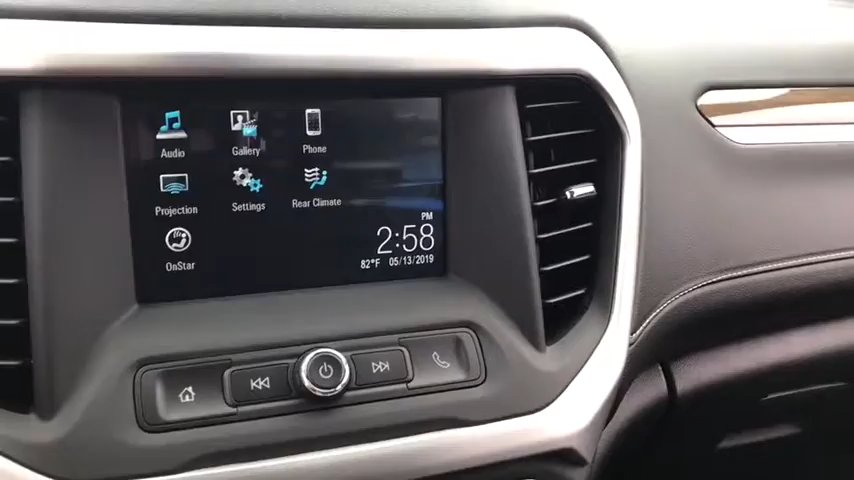 Audio
Gallery
Phone
Projection
Settings
Rear Climate
OnStar
PM
2:58
82°F 05/13/2019